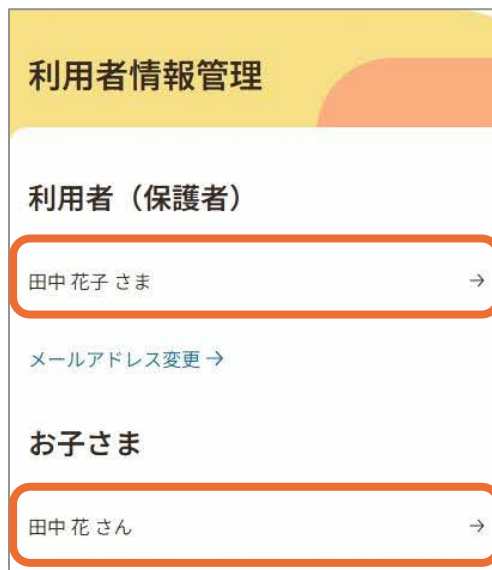 利用者情報管理
利用者（保護者）
田中 花子 さま →
メールアドレス変更 →
お子さま
田中 花 さん →